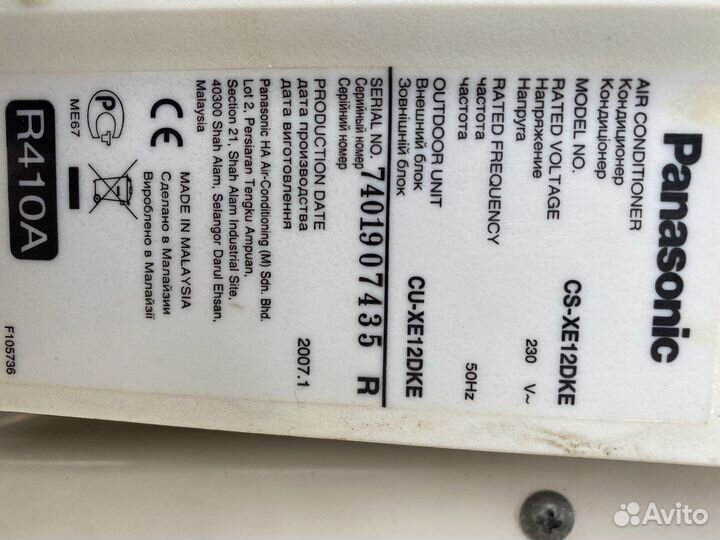 Panasonic
AIR CONDITIONER
Кондиционер
Кондиціонер
MODEL NO. CS-XE12DKE
RATED VOLTAGE
Напряжение 230 V~
Напруга
RATED FREQUENCY
частота 50Hz
частота
OUTDOOR UNIT
Внешний блок CU-XE12DKE
Зовнішній блок
SERIAL NO.
Серийный номер 7401907435 R
Серійний номер
PRODUCTION DATE
дата производства 2007.1
дата виготовлення
Panasonic HA Air-Conditioning (M) Sdn. Bhd.
Lot 2, Persiaran Tengku Ampuan,
Section 21, Shah Alam Industrial Site,
40300 Shah Alam, Selangor Darul Ehsan,
Malaysia
CE
MADE IN MALAYSIA
Сделано в Малайзии
Вироблено в Малайзії
РСТ
ME67
R410A
F105736
Avito